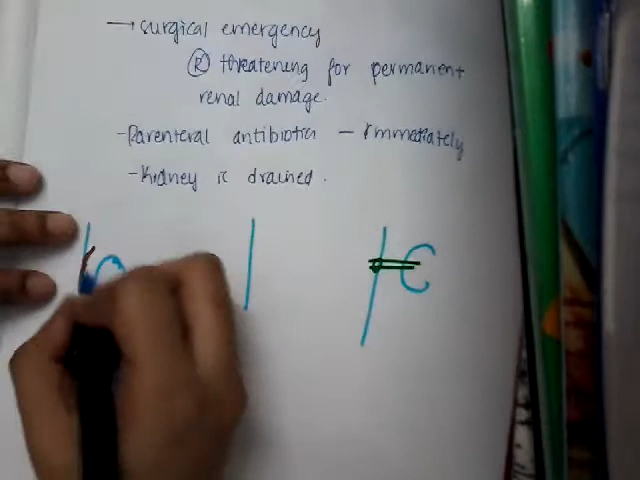 → surgical emergency
(R) threatening for permanent
renal damage.
- Parenteral antibiotics - Immediately
- Kidney is drained.